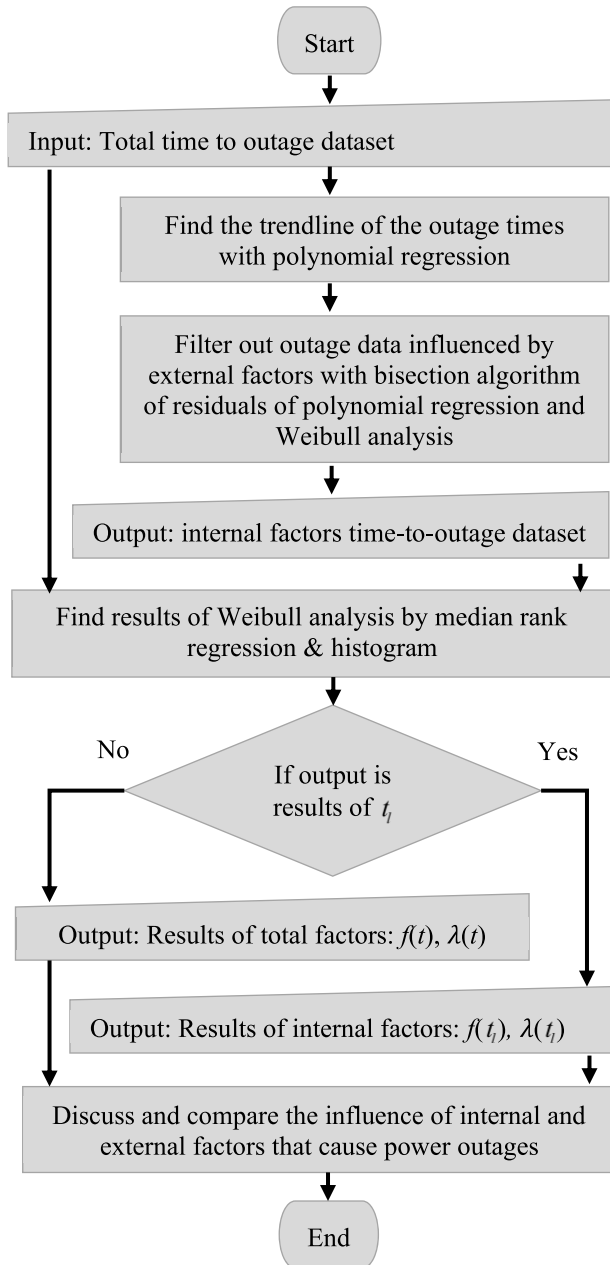 Start
Input: Total time to outage dataset
Find the trendline of the outage times
with polynomial regression
Filter out outage data influenced by
external factors with bisection algorithm
of residuals of polynomial regression and
Weibull analysis
Output: internal factors time-to-outage dataset
Find results of Weibull analysis by median rank
regression & histogram
No
Yes
If output is
results of t_I
Output: Results of total factors: f(t), λ(t)
Output: Results of internal factors: f(t_I), λ(t_I)
Discuss and compare the influence of internal and
external factors that cause power outages
End